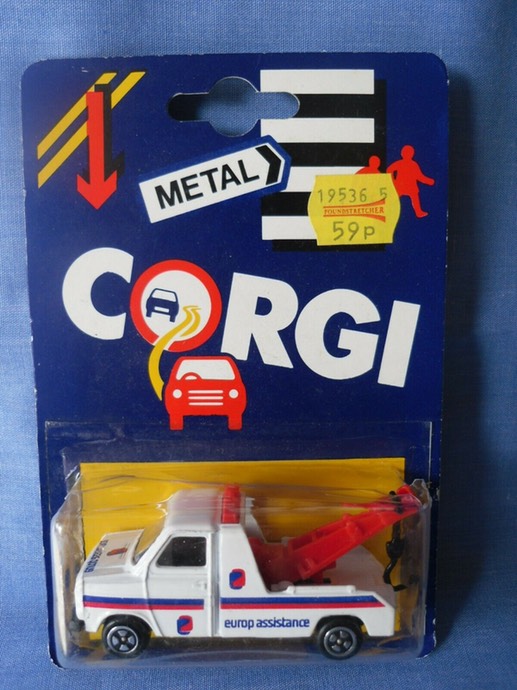 METAL
19536 5
POUNDSTRETCHER
59P
CORGI
europ assistance